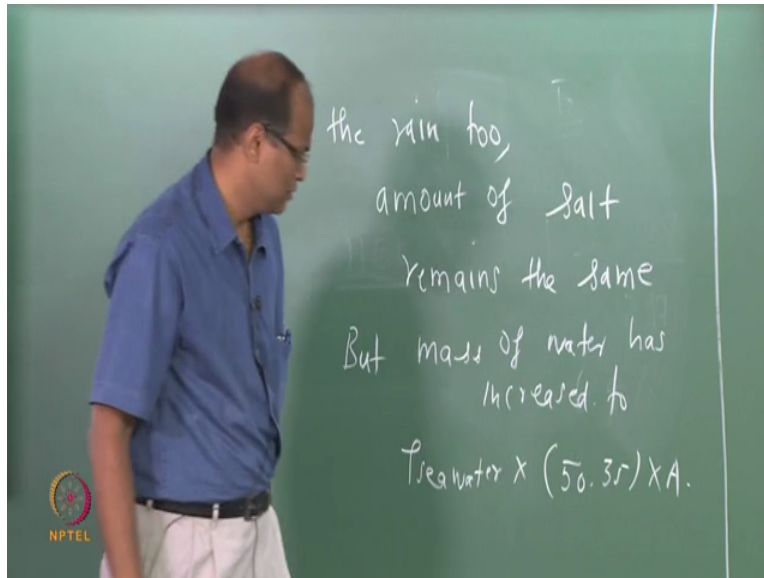 the rain too,
amount of salt
remains the same
But mass of water has
increased. to
ρseawater × (50.35) × A.
NPTEL